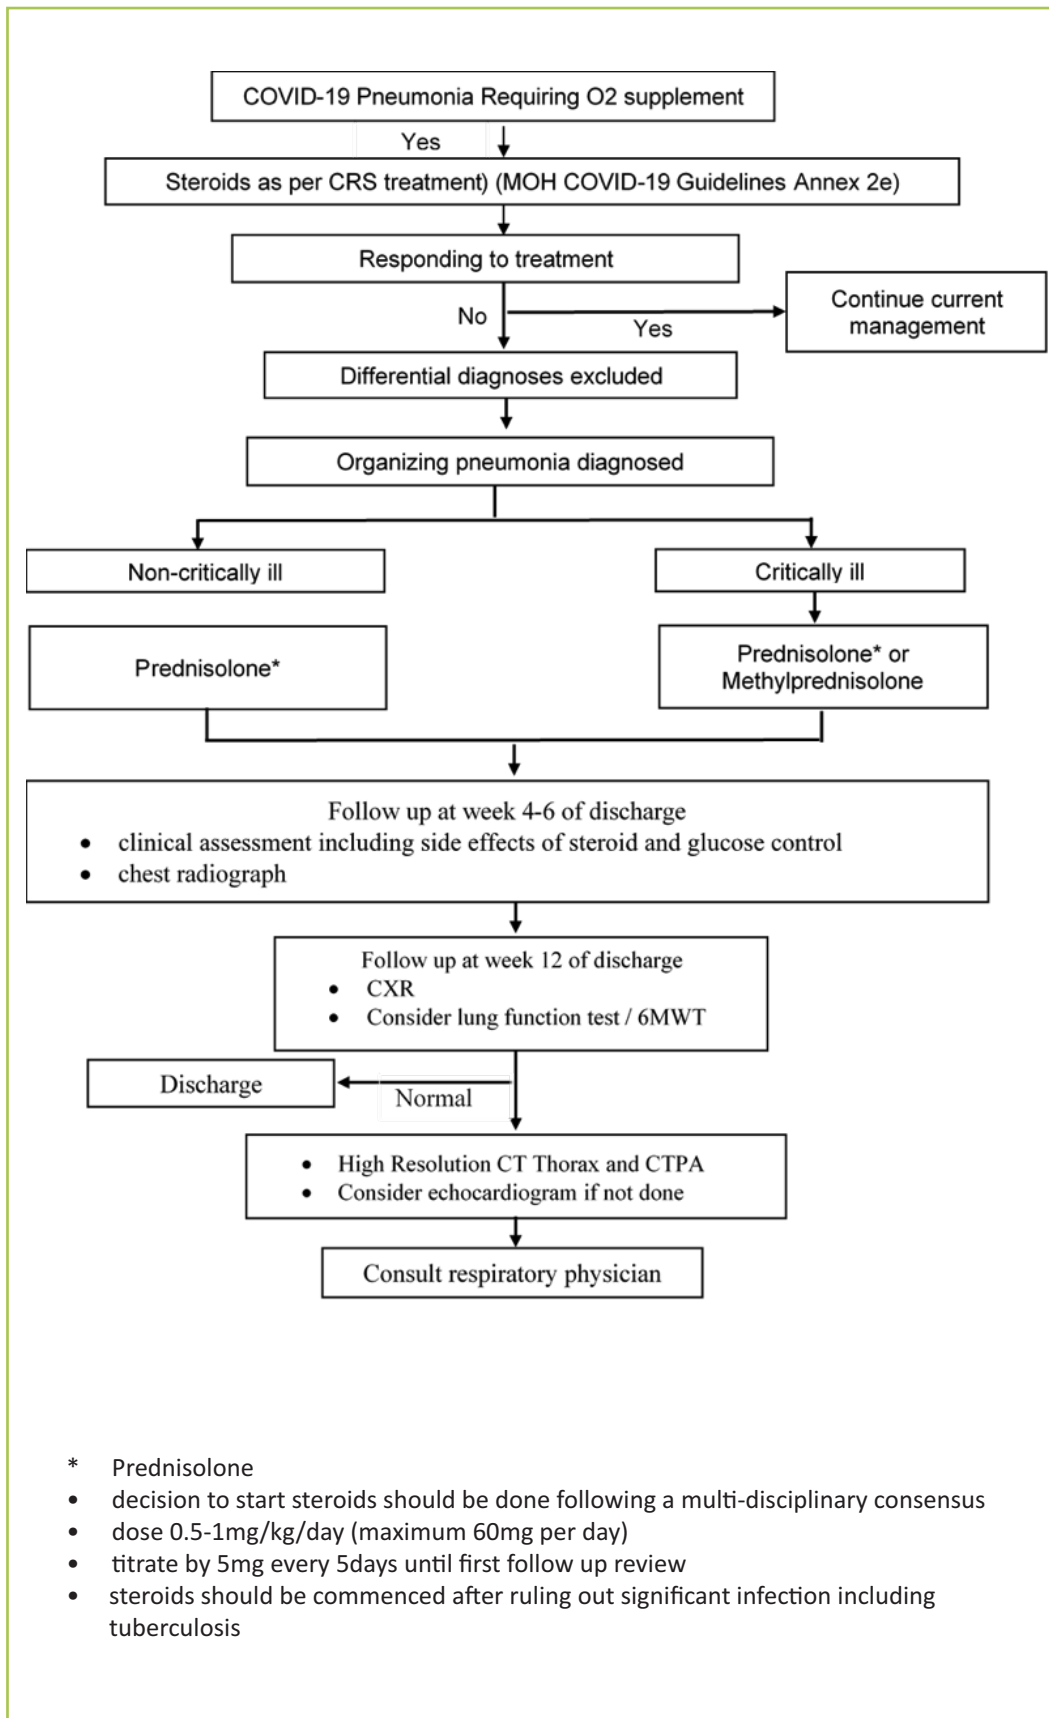 COVID-19 Pneumonia Requiring O2 supplement
Yes
Steroids as per CRS treatment) (MOH COVID-19 Guidelines Annex 2e)
Responding to treatment
No
Yes
Continue current
management
Differential diagnoses excluded
Organizing pneumonia diagnosed
Non-critically ill
Critically ill
Prednisolone*
Prednisolone* or
Methylprednisolone
Follow up at week 4-6 of discharge
• clinical assessment including side effects of steroid and glucose control
• chest radiograph
Follow up at week 12 of discharge
• CXR
• Consider lung function test / 6MWT
Discharge
Normal
• High Resolution CT Thorax and CTPA
• Consider echocardiogram if not done
Consult respiratory physician
* Prednisolone
• decision to start steroids should be done following a multi-disciplinary consensus
• dose 0.5-1mg/kg/day (maximum 60mg per day)
• titrate by 5mg every 5days until first follow up review
• steroids should be commenced after ruling out significant infection including
tuberculosis